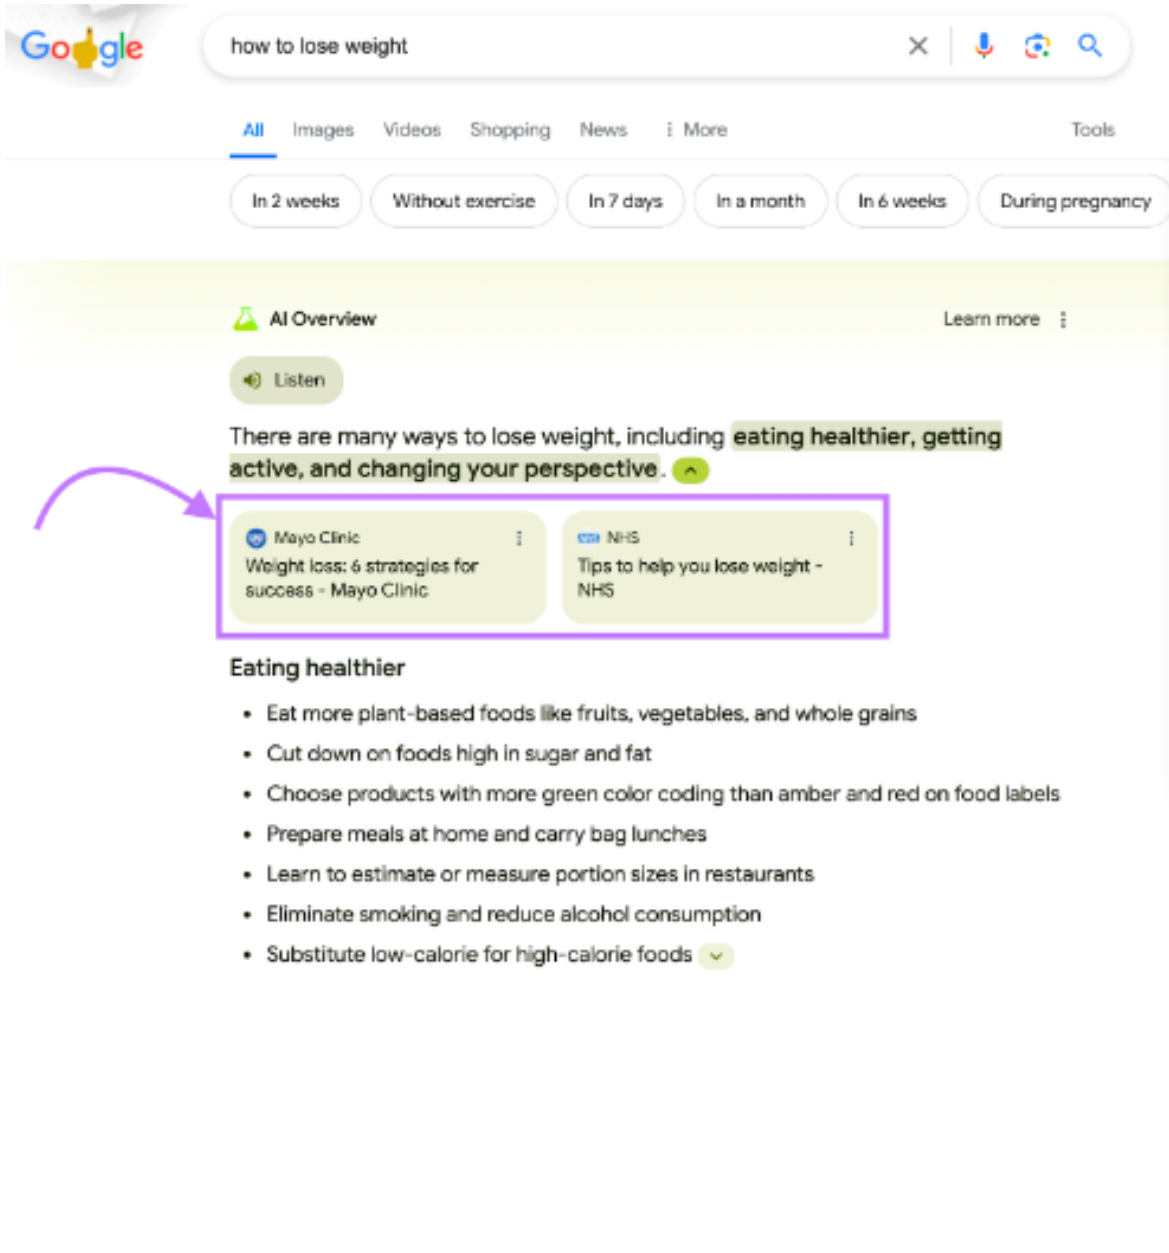 Google
how to lose weight
All Images Videos Shopping News More Tools
In 2 weeks Without exercise In 7 days In a month In 6 weeks During pregnancy
AI Overview Learn more
Listen
There are many ways to lose weight, including eating healthier, getting
active, and changing your perspective.
Mayo Clinic
Weight loss: 6 strategies for
success - Mayo Clinic
NHS
Tips to help you lose weight -
NHS
Eating healthier
• Eat more plant-based foods like fruits, vegetables, and whole grains
• Cut down on foods high in sugar and fat
• Choose products with more green color coding than amber and red on food labels
• Prepare meals at home and carry bag lunches
• Learn to estimate or measure portion sizes in restaurants
• Eliminate smoking and reduce alcohol consumption
• Substitute low-calorie for high-calorie foods